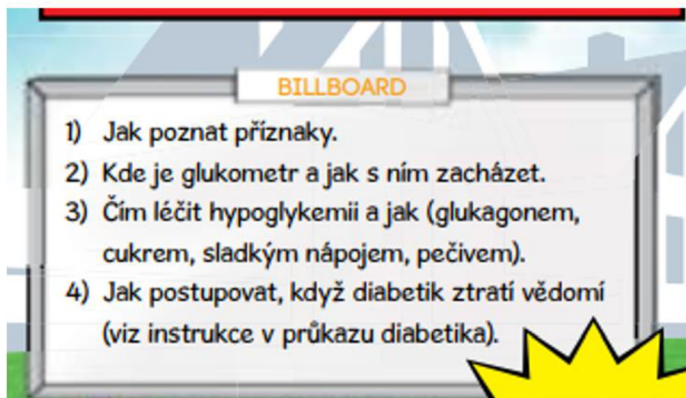 BILLBOARD
1) Jak poznat příznaky.
2) Kde je glukometr a jak s ním zacházet.
3) Čím léčit hypoglykemii a jak (glukagonem,
cukrem, sladkým nápojem, pečivem).
4) Jak postupovat, když diabetik ztratí vědomí
(viz instrukce v průkazu diabetika).